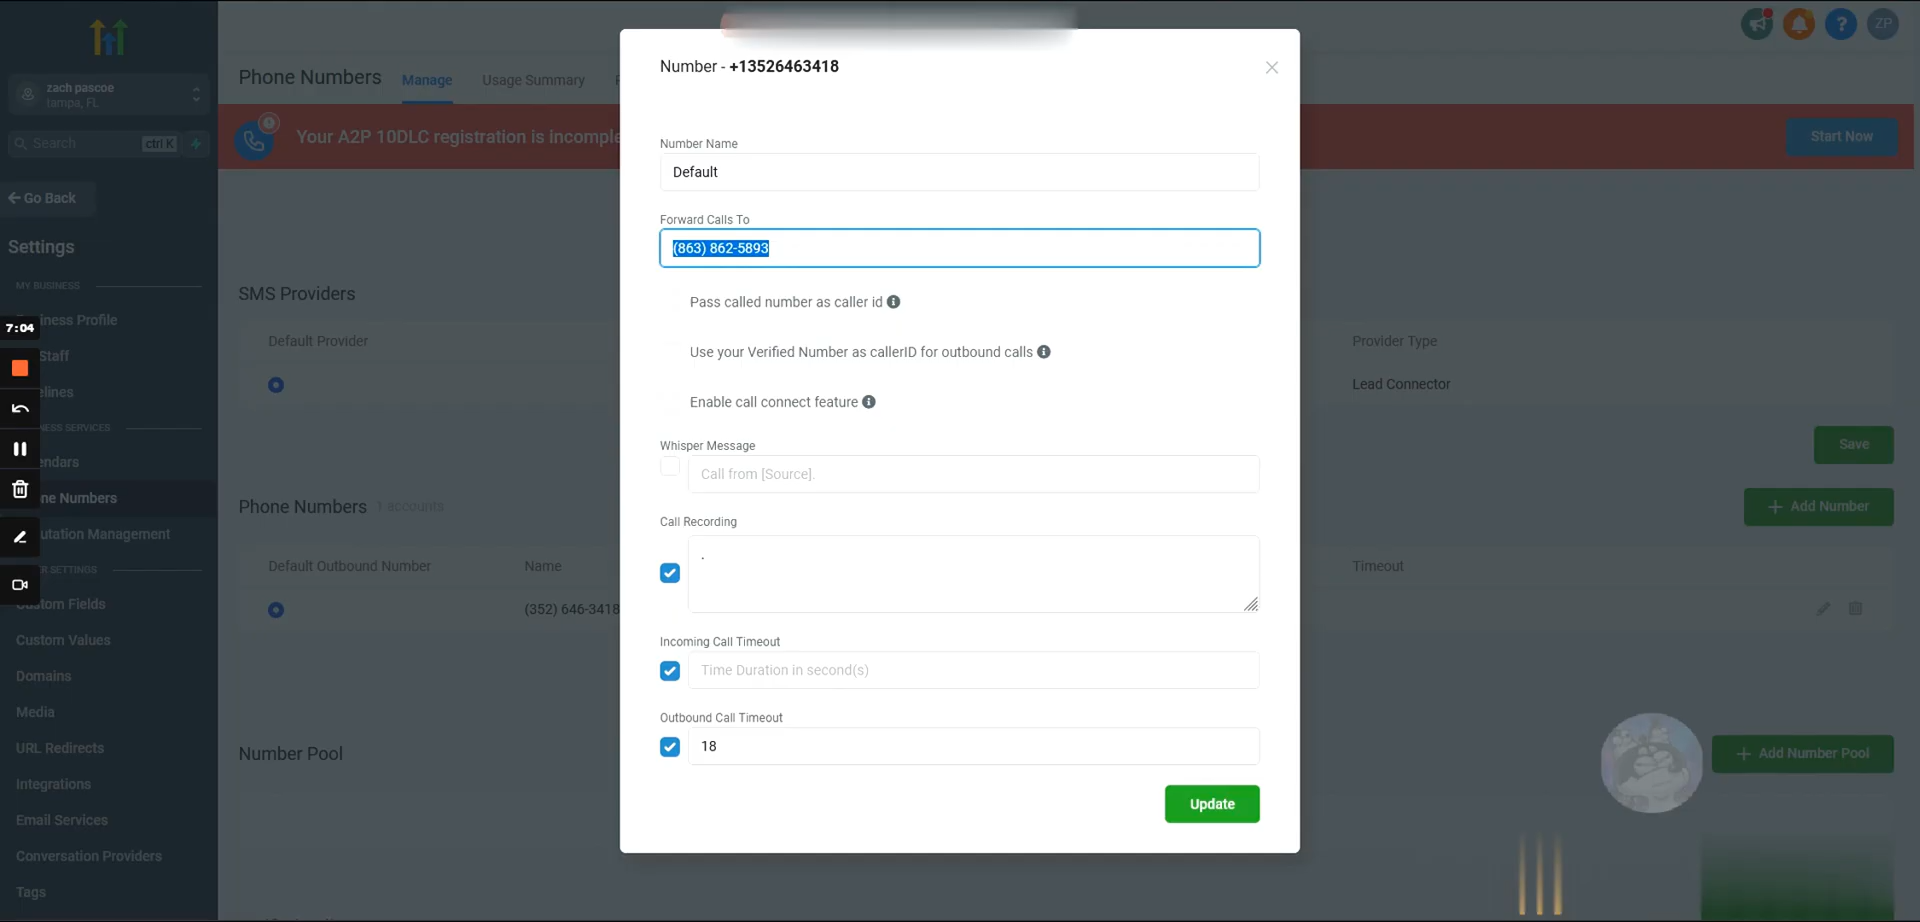 zach pascoe
tampa, FL
Search
ctrl K
Go Back
Settings
MY BUSINESS
iness Profile
7:04
Staff
elines
NESS SERVICES
endars
ne Numbers
utation Management
R SETTINGS
Custom Fields
Custom Values
Domains
Media
URL Redirects
Integrations
Email Services
Conversation Providers
Tags
Phone Numbers
Manage
Usage Summary
Your A2P 10DLC registration is incomple
Start Now
ZP
SMS Providers
Default Provider
Provider Type
Lead Connector
Save
Phone Numbers
1 accounts
Add Number
Default Outbound Number
Name
Timeout
(352) 646-3418
Number Pool
Add Number Pool
Number - +13526463418
Number Name
Default
Forward Calls To
(863) 862-5893
Pass called number as caller id
Use your Verified Number as callerID for outbound calls
Enable call connect feature
Whisper Message
Call from [Source].
Call Recording
.
Incoming Call Timeout
Time Duration in second(s)
Outbound Call Timeout
18
Update